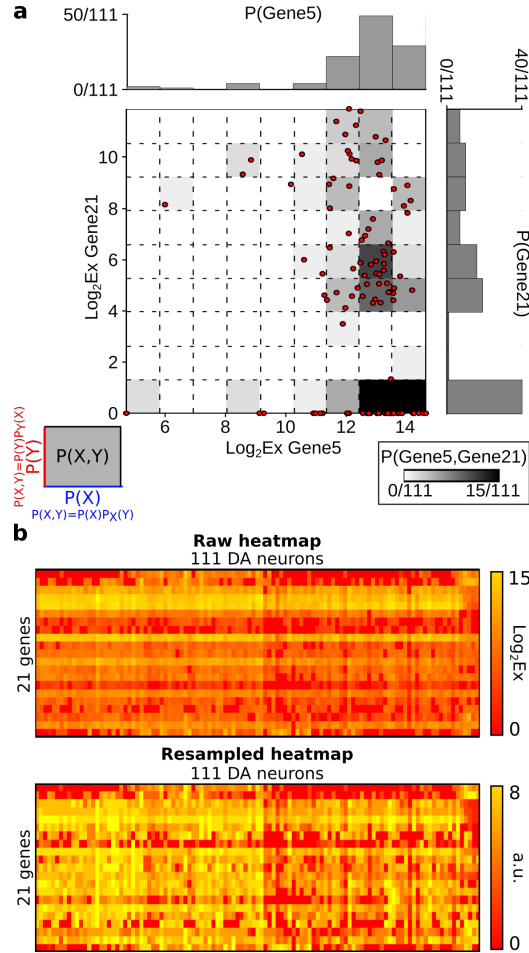 a
P(Gene5)
50/111
0/111
0/111
40/111
P(Gene21)
Log2Ex Gene21
10
8
6
4
2
0
6
8
10
12
14
Log2Ex Gene5
P(X,Y)=P(Y)PY(X)
P(Y)
P(X,Y)
P(X)
P(X,Y)=P(X)PX(Y)
P(Gene5,Gene21)
0/111
15/111
b
Raw heatmap
111 DA neurons
21 genes
15
Log2Ex
0
Resampled heatmap
111 DA neurons
21 genes
8
a.u.
0